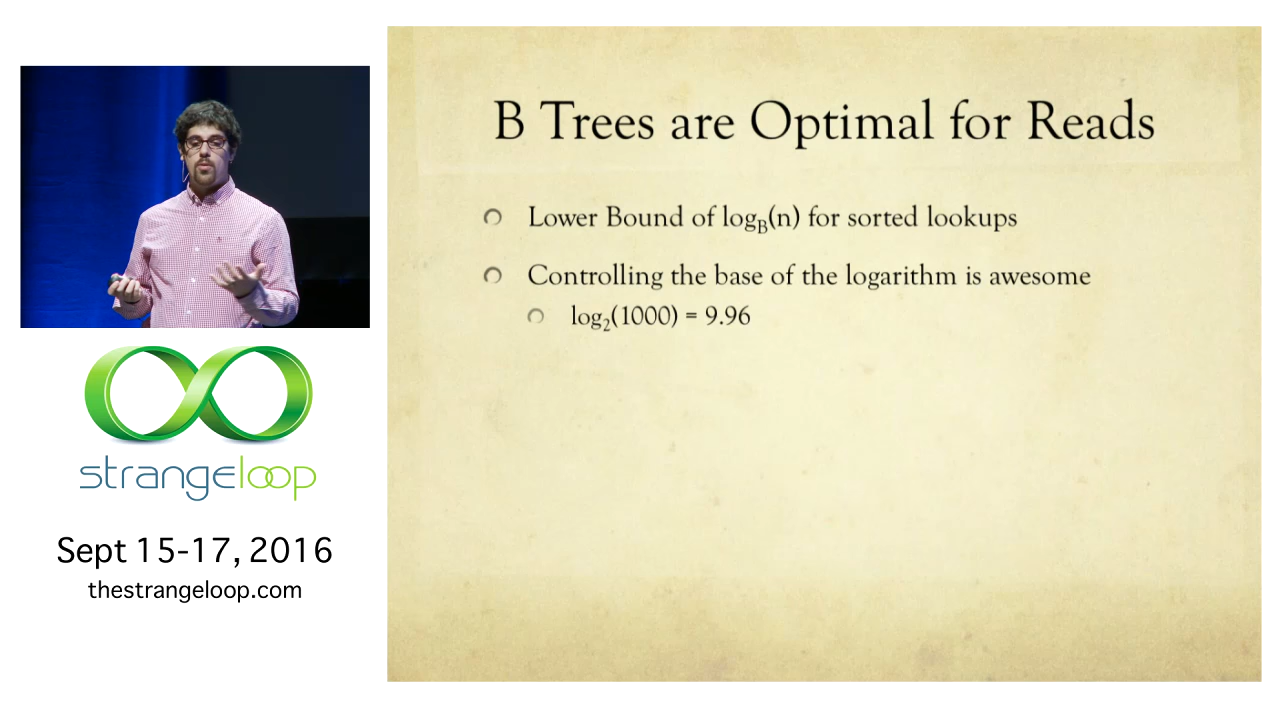 B Trees are Optimal for Reads
Lower Bound of log_B(n) for sorted lookups
Controlling the base of the logarithm is awesome
log_2(1000) = 9.96
strangeloop
Sept 15-17, 2016
thestrangeloop.com